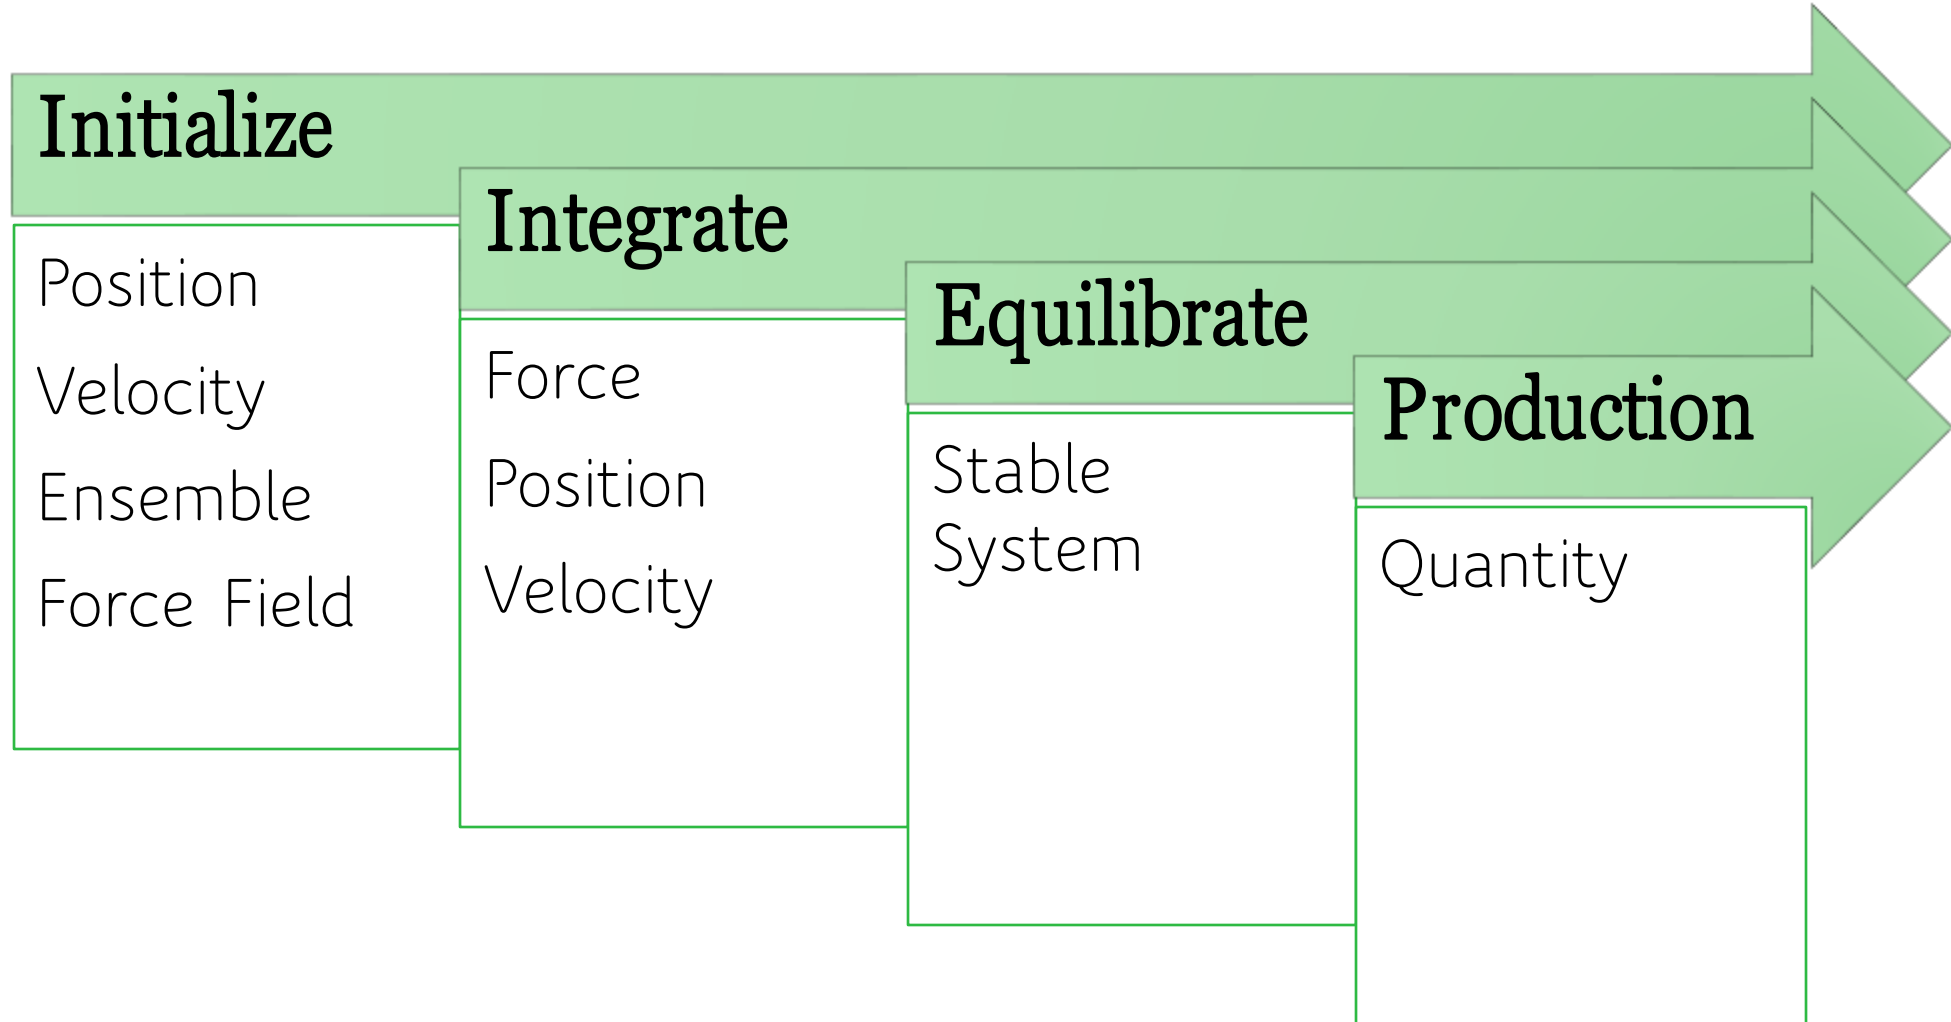 Initialize
Position
Velocity
Ensemble
Force Field
Integrate
Force
Position
Velocity
Equilibrate
Stable
System
Production
Quantity